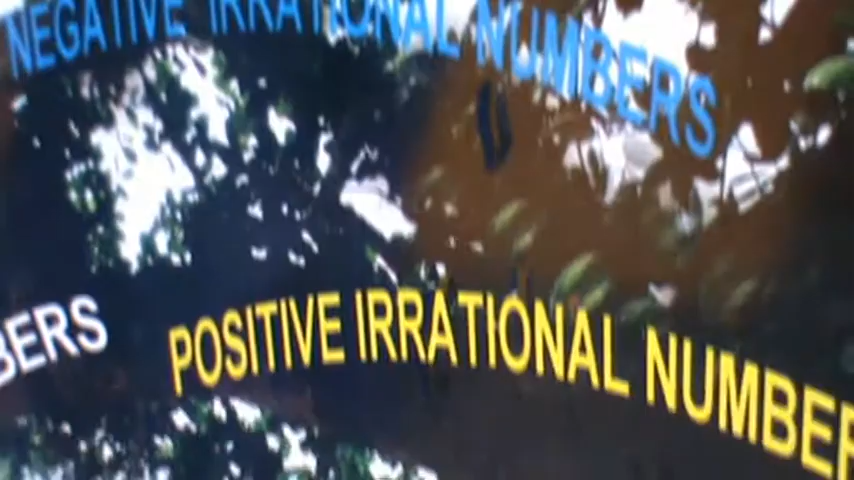 NEGATIVE IRRATIONAL NUMBERS
BERS
POSITIVE IRRATIONAL NUMBER